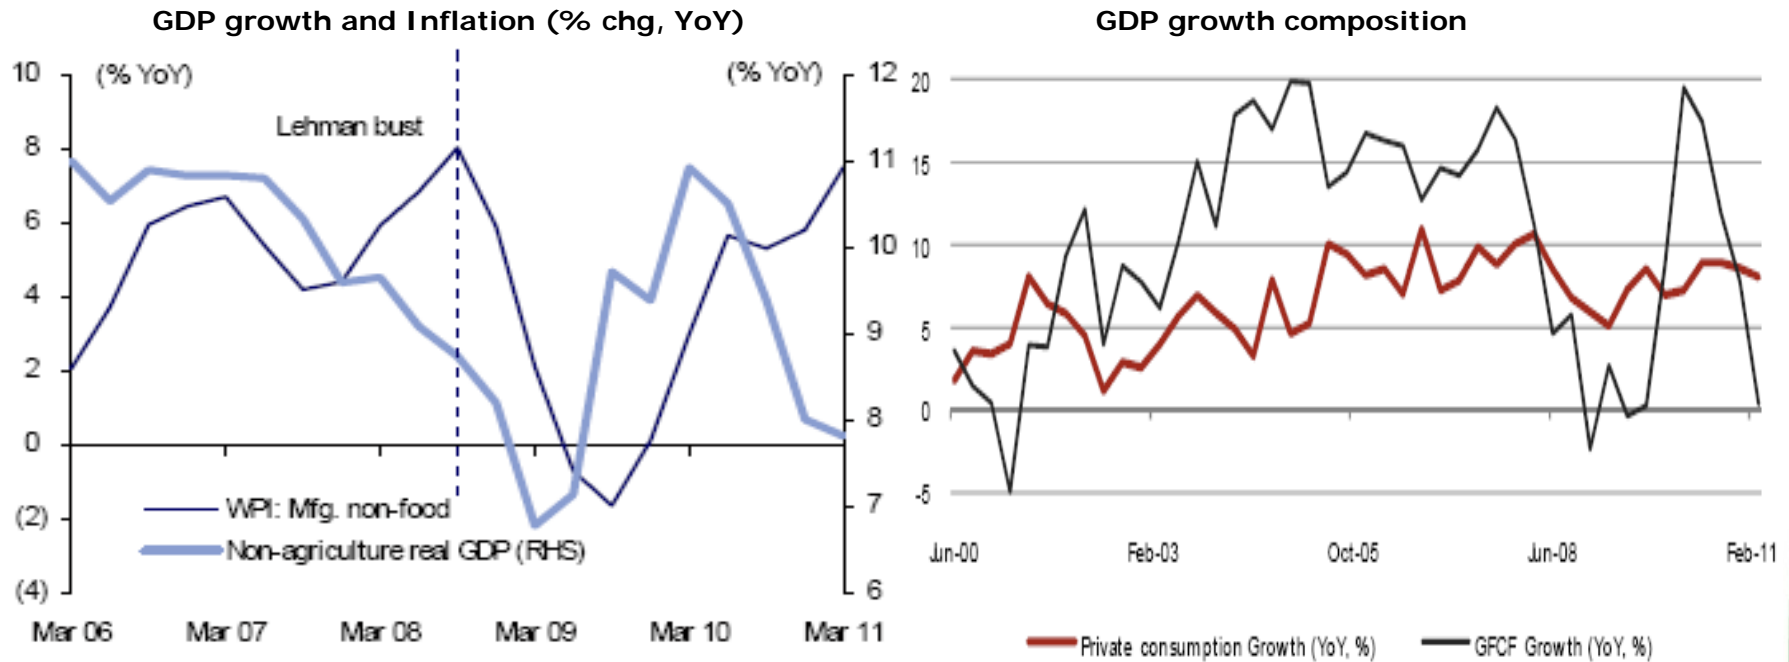 GDP growth and Inflation (% chg, YoY)
(% YoY)
(% YoY)
Lehman bust
10
8
6
4
2
0
(2)
(4)
12
11
10
9
8
7
6
WPI: Mfg. non-food
Non-agriculture real GDP (RHS)
Mar 06 Mar 07 Mar 08 Mar 09 Mar 10 Mar 11
GDP growth composition
20
15
10
5
0
-5
Jun-00 Feb-03 Oct-05 Jun-08 Feb-11
Private consumption Growth (YoY, %) GFCF Growth (YoY, %)